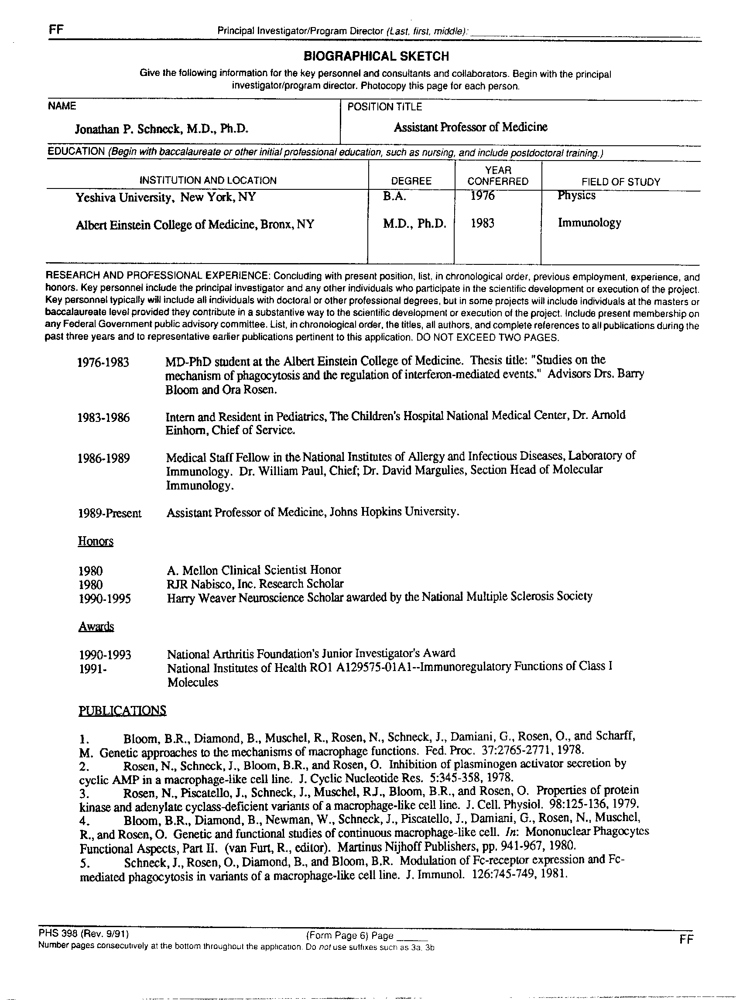 FF
Principal Investigator/Program Director (Last, first, middle):
BIOGRAPHICAL SKETCH
Give the following information for the key personnel and consultants and collaborators. Begin with the principal
investigator/program director. Photocopy this page for each person.
NAME
POSITION TITLE
Jonathan P. Schneck, M.D., Ph.D.
Assistant Professor of Medicine
EDUCATION (Begin with baccalaureate or other initial professional education, such as nursing, and include postdoctoral training.)
INSTITUTION AND LOCATION DEGREE YEAR CONFERRED FIELD OF STUDY
Yeshiva University, New York, NY B.A. 1976 Physics
Albert Einstein College of Medicine, Bronx, NY M.D., Ph.D. 1983 Immunology
RESEARCH AND PROFESSIONAL EXPERIENCE: Concluding with present position, list, in chronological order, previous employment, experience, and
honors. Key personnel include the principal investigator and any other individuals who participate in the scientific development or execution of the project.
Key personnel typically will include all individuals with doctoral or other professional degrees, but in some projects will include individuals at the masters or
baccalaureate level provided they contribute in a substantive way to the scientific development or execution of the project. Include present membership on
any Federal Government public advisory committee. List, in chronological order, the titles, all authors, and complete references to all publications during the
past three years and to representative earlier publications pertinent to this application. DO NOT EXCEED TWO PAGES.
1976-1983 MD-PhD student at the Albert Einstein College of Medicine. Thesis title: "Studies on the
mechanism of phagocytosis and the regulation of interferon-mediated events." Advisors Drs. Barry
Bloom and Ora Rosen.
1983-1986 Intern and Resident in Pediatrics, The Children's Hospital National Medical Center, Dr. Arnold
Einhorn, Chief of Service.
1986-1989 Medical Staff Fellow in the National Institutes of Allergy and Infectious Diseases, Laboratory of
Immunology. Dr. William Paul, Chief; Dr. David Margulies, Section Head of Molecular
Immunology.
1989-Present Assistant Professor of Medicine, Johns Hopkins University.
Honors
1980 A. Mellon Clinical Scientist Honor
1980 RJR Nabisco, Inc. Research Scholar
1990-1995 Harry Weaver Neuroscience Scholar awarded by the National Multiple Sclerosis Society
Awards
1990-1993 National Arthritis Foundation's Junior Investigator's Award
1991- National Institutes of Health RO1 A129575-01A1--Immunoregulatory Functions of Class I
Molecules
PUBLICATIONS
1. Bloom, B.R., Diamond, B., Muschel, R., Rosen, N., Schneck, J., Damiani, G., Rosen, O., and Scharff,
M. Genetic approaches to the mechanisms of macrophage functions. Fed. Proc. 37:2765-2771, 1978.
2. Rosen, N., Schneck, J., Bloom, B.R., and Rosen, O. Inhibition of plasminogen activator secretion by
cyclic AMP in a macrophage-like cell line. J. Cyclic Nucleotide Res. 5:345-358, 1978.
3. Rosen, N., Piscatello, J., Schneck, J., Muschel, R.J., Bloom, B.R., and Rosen, O. Properties of protein
kinase and adenylate cyclass-deficient variants of a macrophage-like cell line. J. Cell. Physiol. 98:125-136, 1979.
4. Bloom, B.R., Diamond, B., Newman, W., Schneck, J., Piscatello, J., Damiani, G., Rosen, N., Muschel,
R., and Rosen, O. Genetic and functional studies of continuous macrophage-like cell. In: Mononuclear Phagocytes
Functional Aspects, Part II. (van Furt, R., editor). Martinus Nijhoff Publishers, pp. 941-967, 1980.
5. Schneck, J., Rosen, O., Diamond, B., and Bloom, B.R. Modulation of Fc-receptor expression and Fc-
mediated phagocytosis in variants of a macrophage-like cell line. J. Immunol. 126:745-749, 1981.
PHS 398 (Rev. 9/91) (Form Page 6) Page FF
Number pages consecutively at the bottom throughout the application. Do not use suffixes such as 3a, 3b